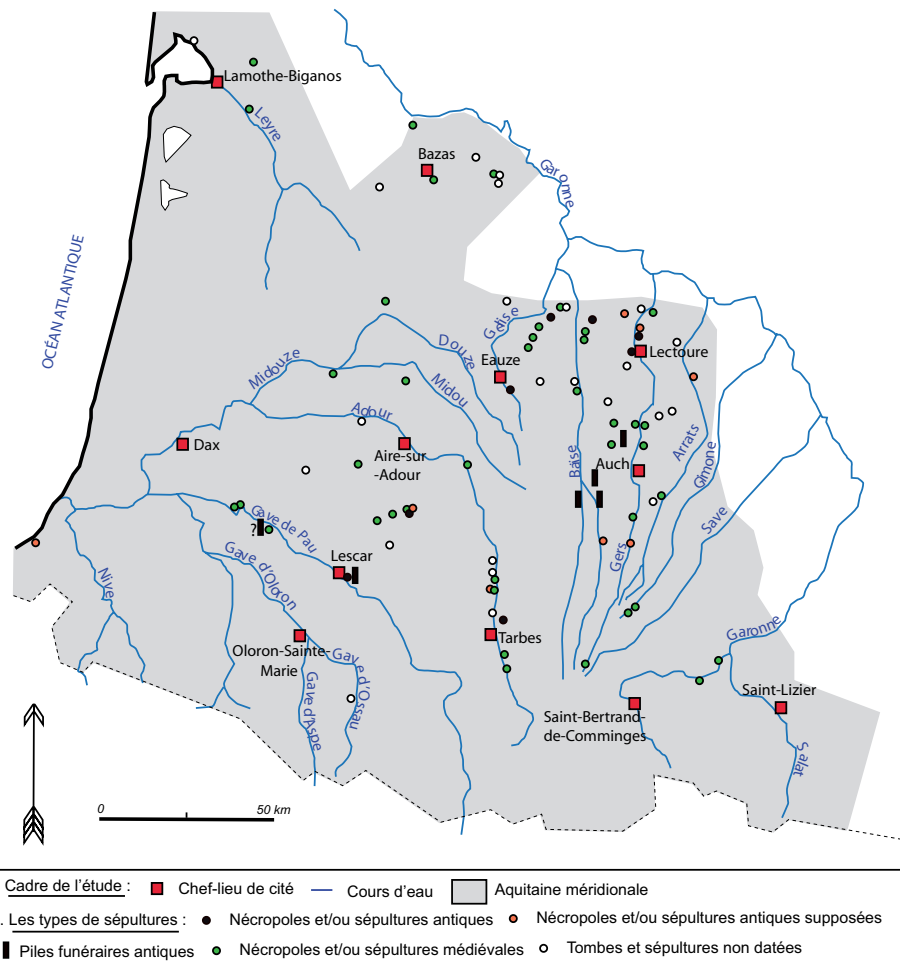 Lamothe-Biganos
Leyre
Bazas
Garonne
OCÉAN ATLANTIQUE
Gélise
Douze
Eauze
Lectoure
Midouze
Midou
Adour
Dax
Aire-sur
-Adour
Baïse
Auch
Arrats
Gimone
Save
Gers
?
Gave de Pau
Lescar
Gave d'Oloron
Nive
Tarbes
Oloron-Sainte-
Marie
Gave d'Ossau
Gave d'Aspe
Garonne
Saint-Lizier
Saint-Bertrand-
de-Comminges
Salat
0 50 km
Cadre de l'étude : Chef-lieu de cité Cours d'eau Aquitaine méridionale
. Les types de sépultures : Nécropoles et/ou sépultures antiques Nécropoles et/ou sépultures antiques supposées
Piles funéraires antiques Nécropoles et/ou sépultures médiévales Tombes et sépultures non datées